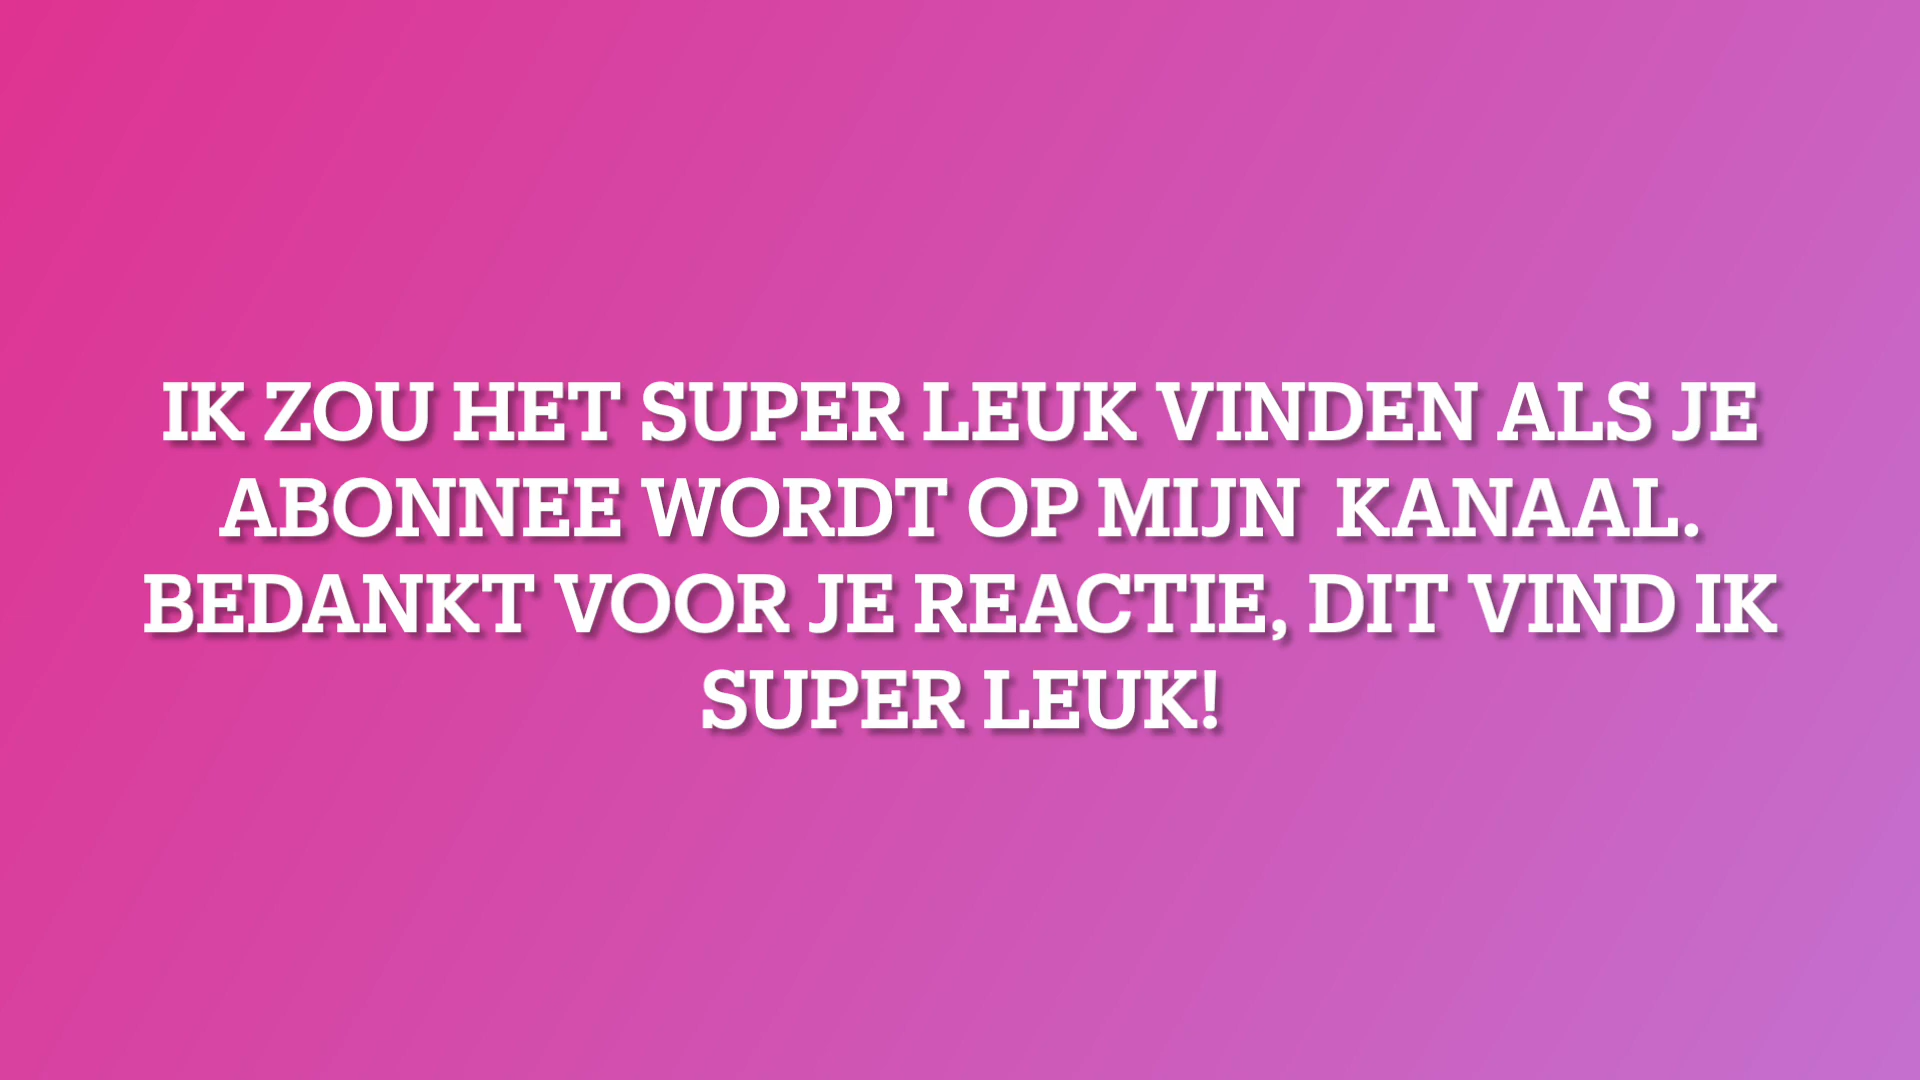 IK ZOU HET SUPER LEUK VINDEN ALS JE
ABONNEE WORDT OP MIJN  KANAAL.
BEDANKT VOOR JE REACTIE, DIT VIND IK
SUPER LEUK!